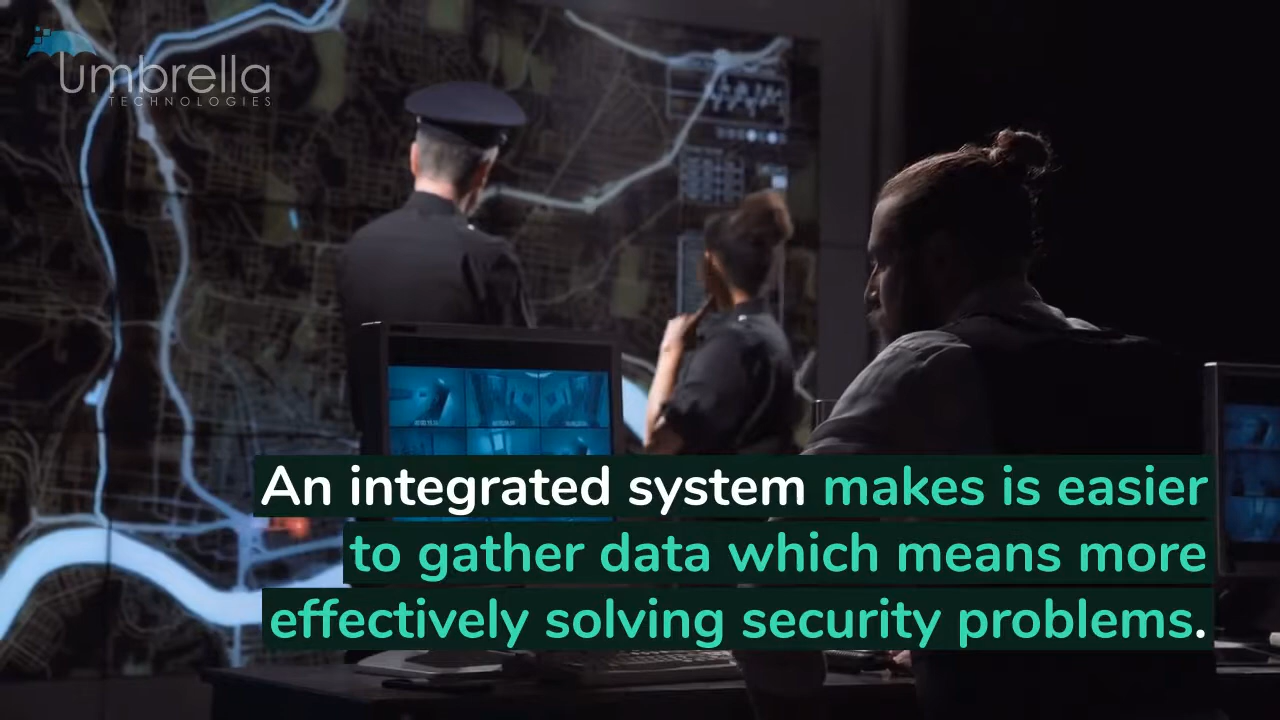 Umbrella
TECHNOLOGIES
An integrated system makes is easier
to gather data which means more
effectively solving security problems.